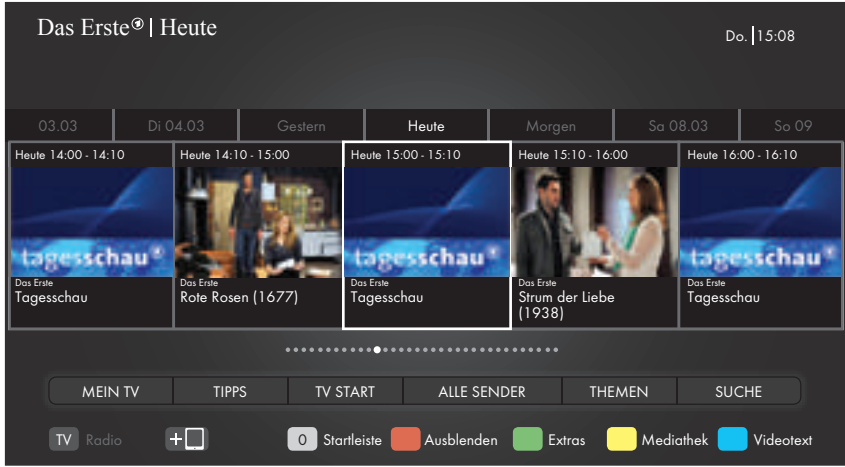 Das Erste | Heute
Do. 15:08
03.03 Di 04.03 Gestern Heute Morgen Sa 08.03 So 09
Heute 14:00 - 14:10
tagesschau
Das Erste
Tagesschau
Heute 14:10 - 15:00
Das Erste
Rote Rosen (1677)
Heute 15:00 - 15:10
tagesschau
Das Erste
Tagesschau
Heute 15:10 - 16:00
Das Erste
Strum der Liebe
(1938)
Heute 16:00 - 16:10
tagesschau
Das Erste
Tagesschau
MEIN TV TIPPS TV START ALLE SENDER THEMEN SUCHE
TV Radio + 0 Startleiste Ausblenden Extras Mediathek Videotext